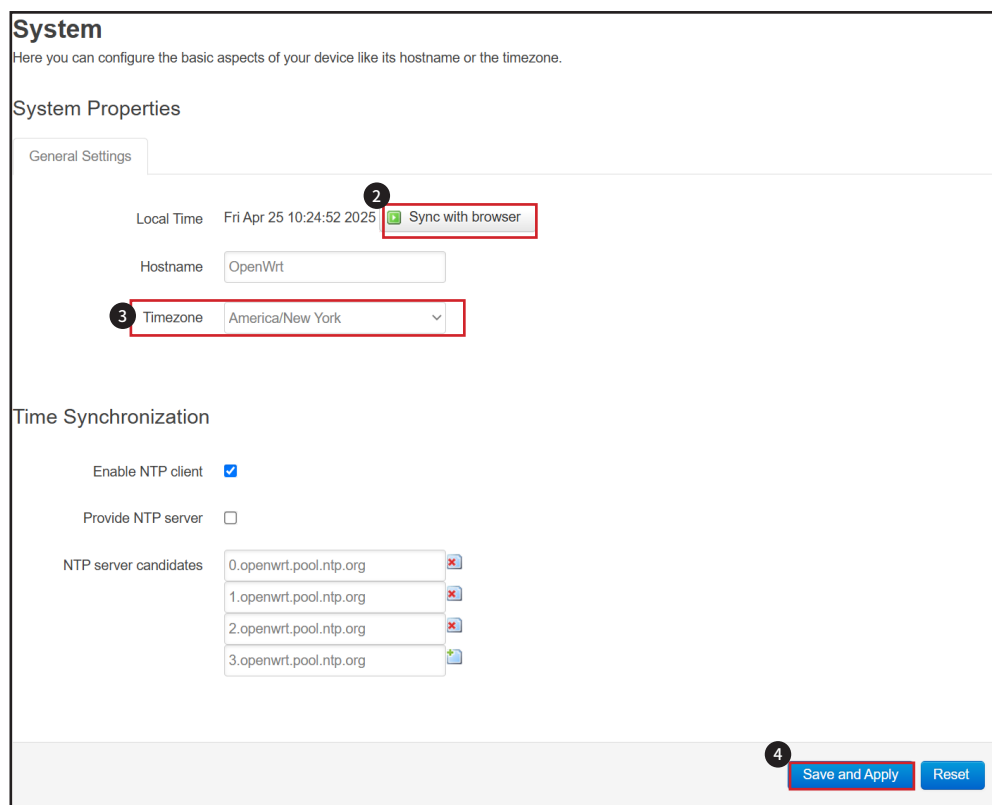 System
Here you can configure the basic aspects of your device like its hostname or the timezone.
System Properties
General Settings
2
Local Time Fri Apr 25 10:24:52 2025 Sync with browser
Hostname OpenWrt
3 Timezone America/New York
Time Synchronization
Enable NTP client
Provide NTP server
NTP server candidates 0.openwrt.pool.ntp.org
1.openwrt.pool.ntp.org
2.openwrt.pool.ntp.org
3.openwrt.pool.ntp.org
4
Save and Apply Reset